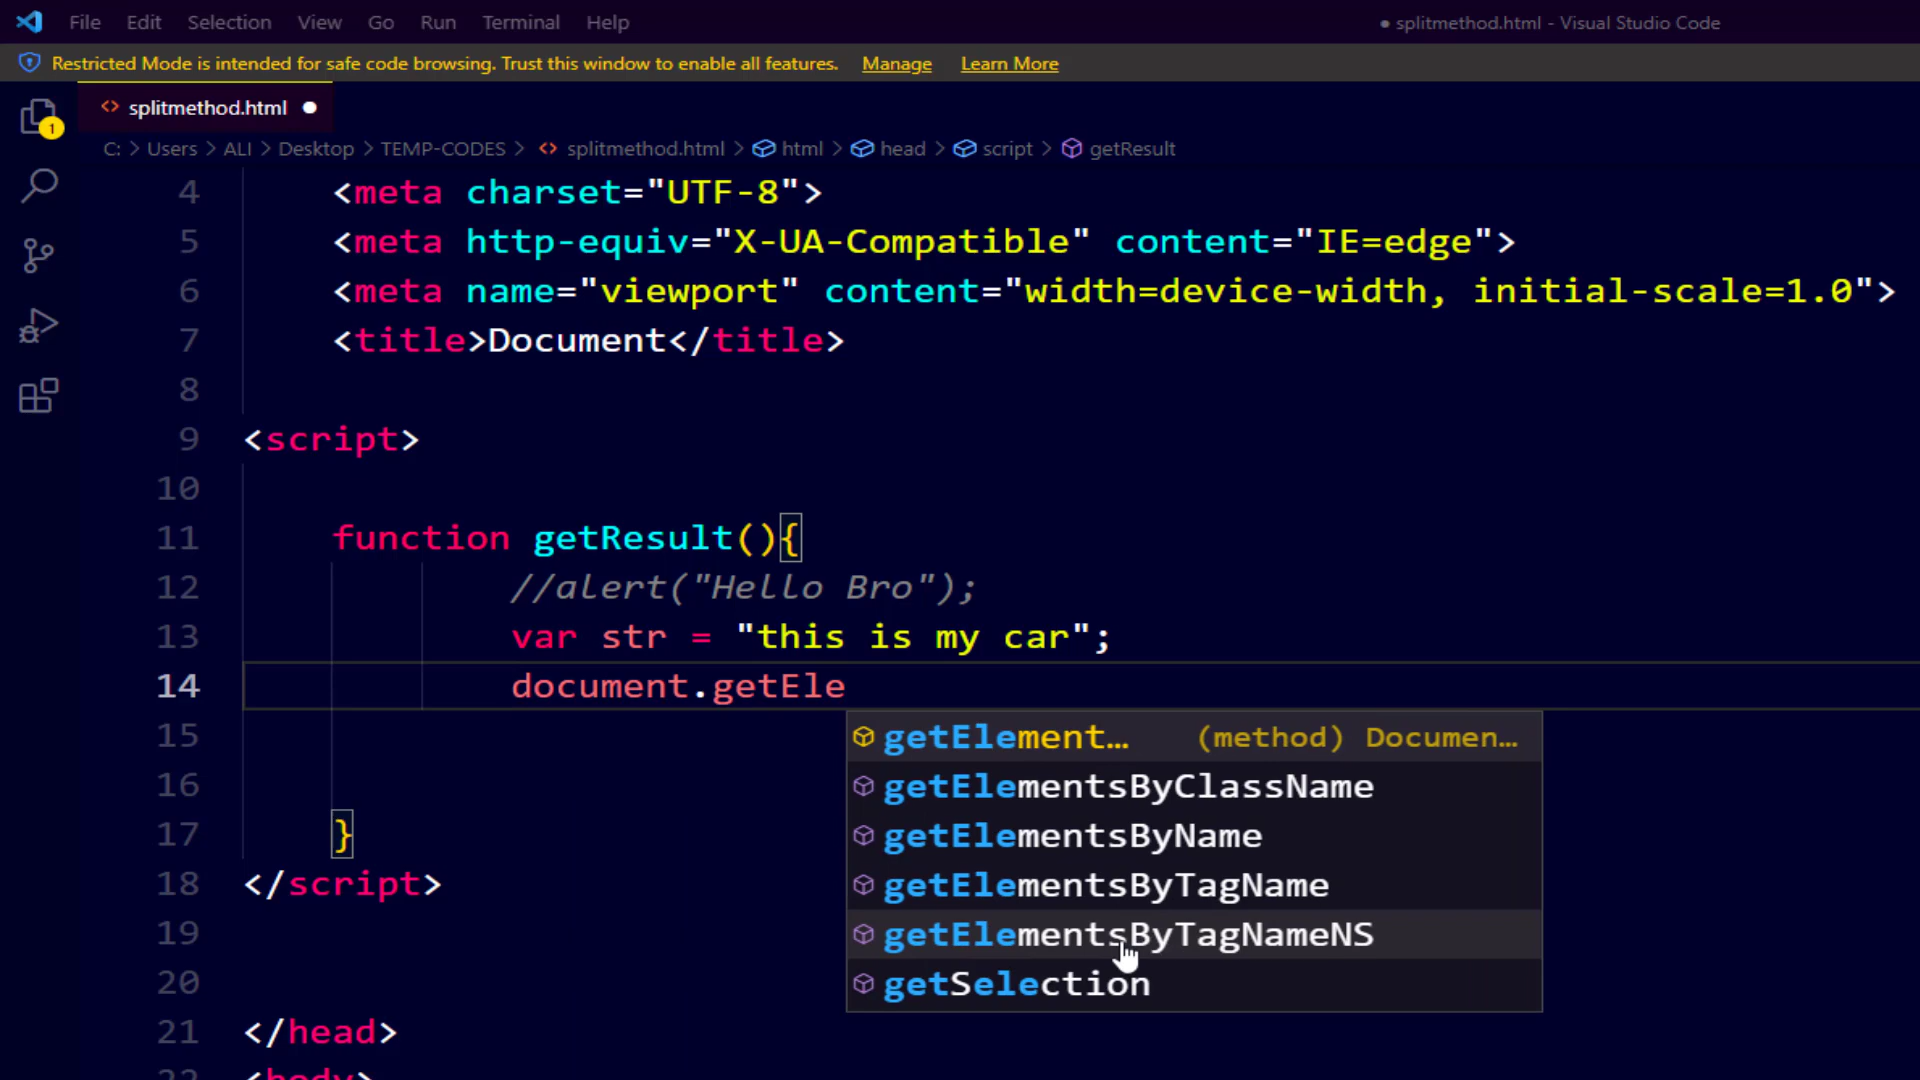 File Edit Selection View Go Run Terminal Help ● splitmethod.html - Visual Studio Code
Restricted Mode is intended for safe code browsing. Trust this window to enable all features. Manage Learn More
<> splitmethod.html ●
1
C: > Users > ALI > Desktop > TEMP-CODES > <> splitmethod.html > html > head > script > getResult
4 <meta charset="UTF-8">
5 <meta http-equiv="X-UA-Compatible" content="IE=edge">
6 <meta name="viewport" content="width=device-width, initial-scale=1.0">
7 <title>Document</title>
8
9 <script>
10
11 function getResult(){
12 //alert("Hello Bro");
13 var str = "this is my car";
14 document.getEle
15 getElement… (method) Documen…
16 getElementsByClassName
17 } getElementsByName
18 </script> getElementsByTagName
19 getElementsByTagNameNS
20 getSelection
21 </head>
22 <body>